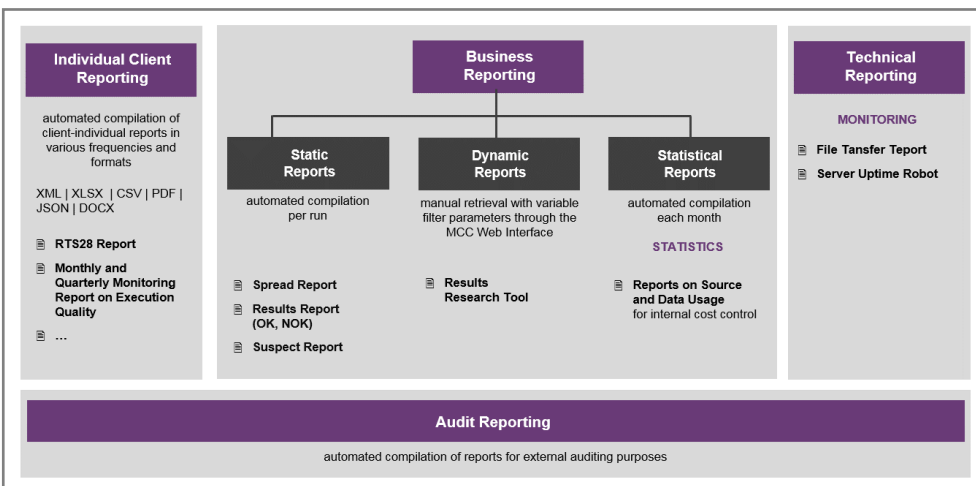 Individual Client
Reporting
automated compilation of
client-individual reports in
various frequencies and
formats
XML | XLSX | CSV | PDF |
JSON | DOCX
RTS28 Report
Monthly and
Quarterly Monitoring
Report on Execution
Quality
...
Business
Reporting
Static
Reports
automated compilation
per run
Spread Report
Results Report
(OK, NOK)
Suspect Report
Dynamic
Reports
manual retrieval with variable
filter parameters through the
MCC Web Interface
Results
Research Tool
Statistical
Reports
automated compilation
each month
STATISTICS
Reports on Source
and Data Usage
for internal cost control
Technical
Reporting
MONITORING
File Tansfer Teport
Server Uptime Robot
Audit Reporting
automated compilation of reports for external auditing purposes